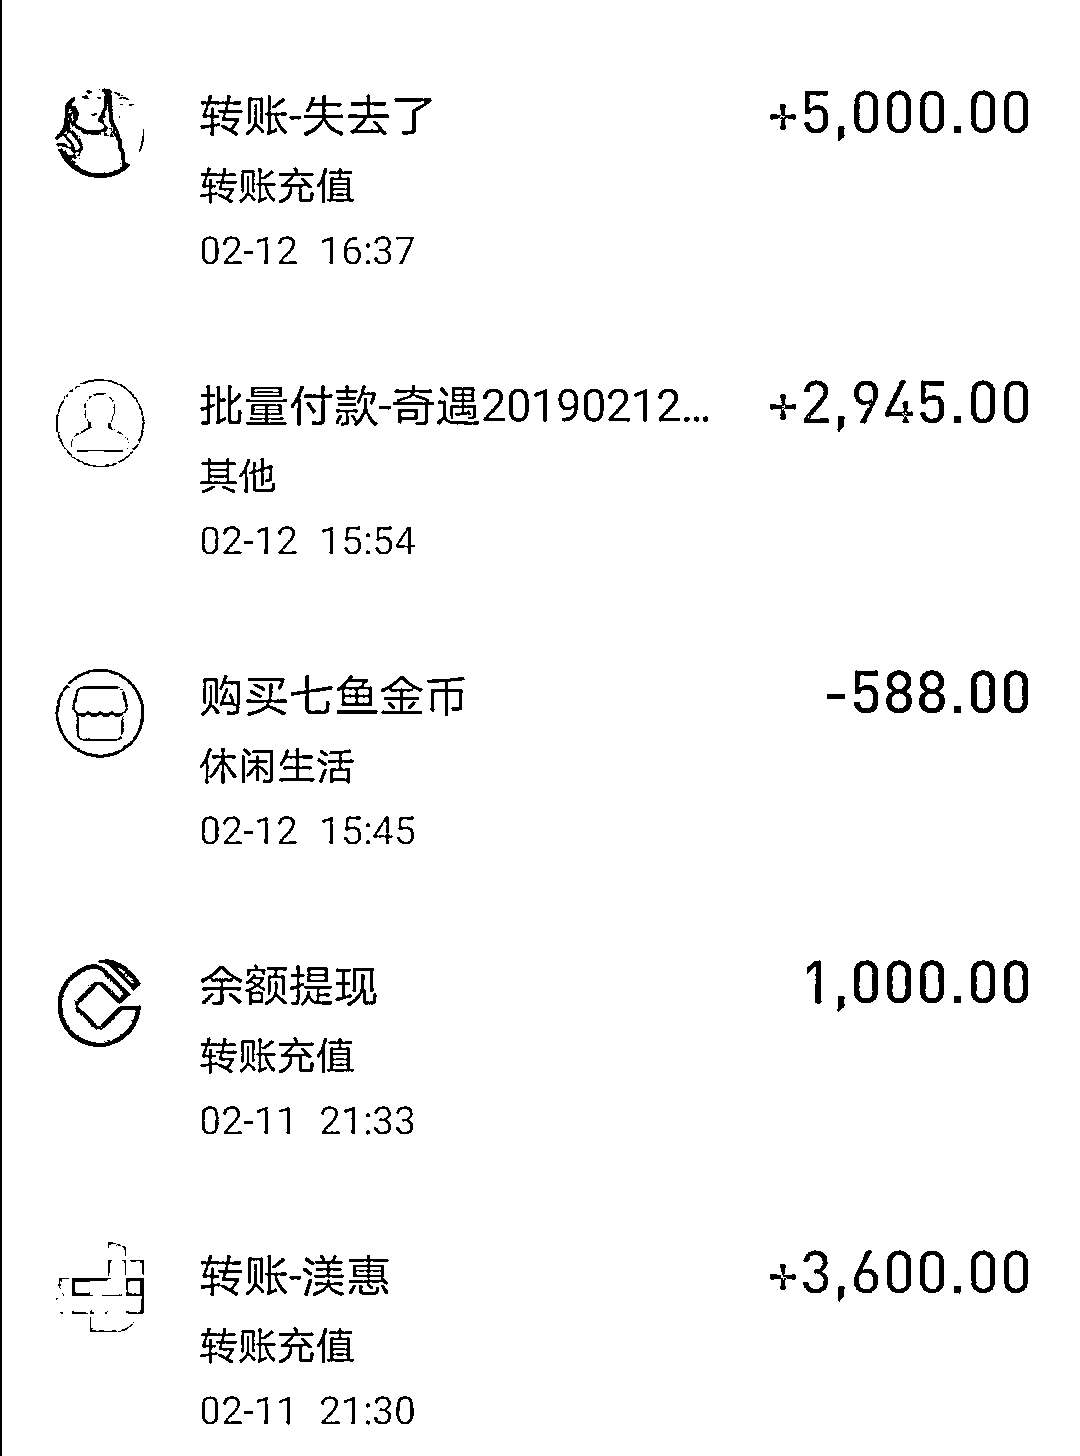 转账-失去了
+5,000.00
转账充值
02-12 16:37
批量付款-奇遇20190212...
+2,945.00
其他
02-12 15:54
购买七鱼金币
-588.00
休闲生活
02-12 15:45
余额提现
1,000.00
转账充值
02-11 21:33
转账-渼惠
+3,600.00
转账充值
02-11 21:30